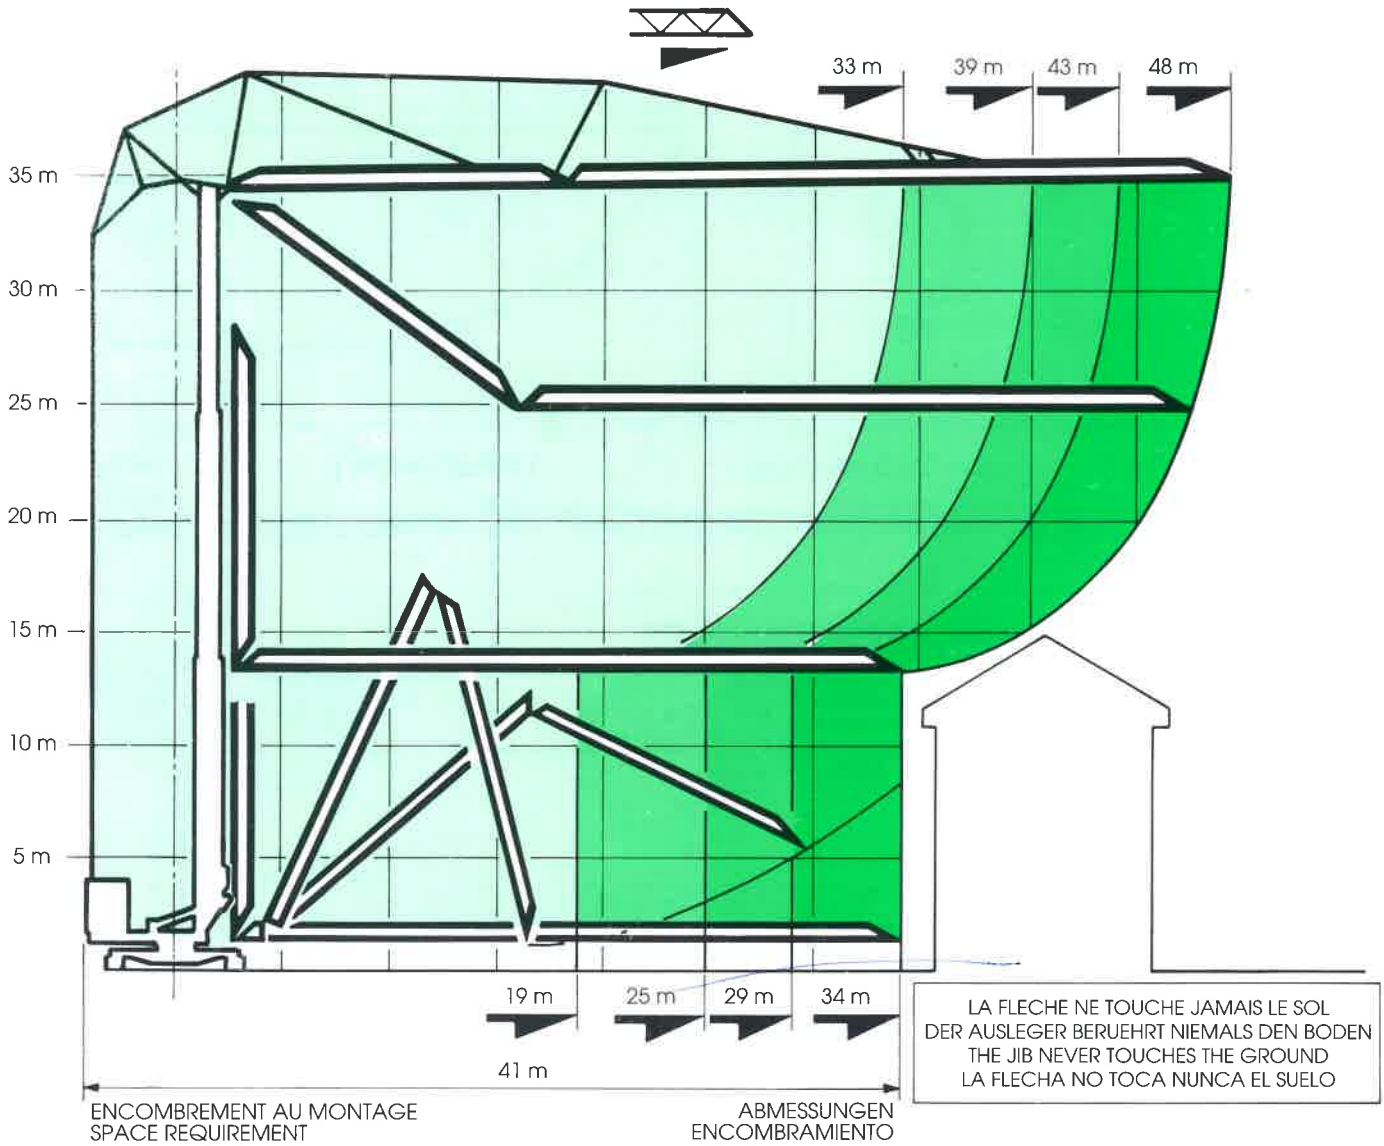 33 m
39 m
43 m
48 m
35 m
30 m
25 m
20 m
15 m
10 m
5 m
19 m
25 m
29 m
34 m
41 m
LA FLECHE NE TOUCHE JAMAIS LE SOL
DER AUSLEGER BERUEHRT NIEMALS DEN BODEN
THE JIB NEVER TOUCHES THE GROUND
LA FLECHA NO TOCA NUNCA EL SUELO
ENCOMBREMENT AU MONTAGE
SPACE REQUIREMENT
ABMESSUNGEN
ENCOMBRAMIENTO